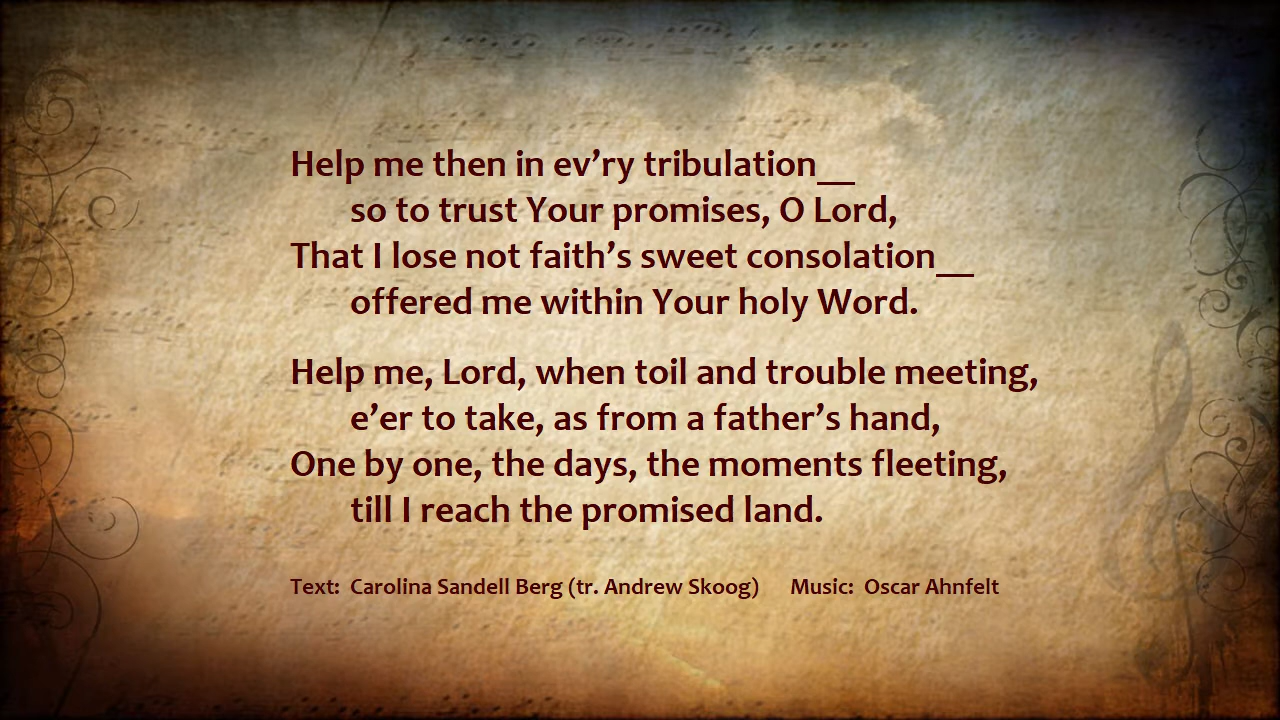 Help me then in ev’ry tribulation__
so to trust Your promises, O Lord,
That I lose not faith’s sweet consolation__
offered me within Your holy Word.
Help me, Lord, when toil and trouble meeting,
e’er to take, as from a father’s hand,
One by one, the days, the moments fleeting,
till I reach the promised land.
Text: Carolina Sandell Berg (tr. Andrew Skoog) Music: Oscar Ahnfelt